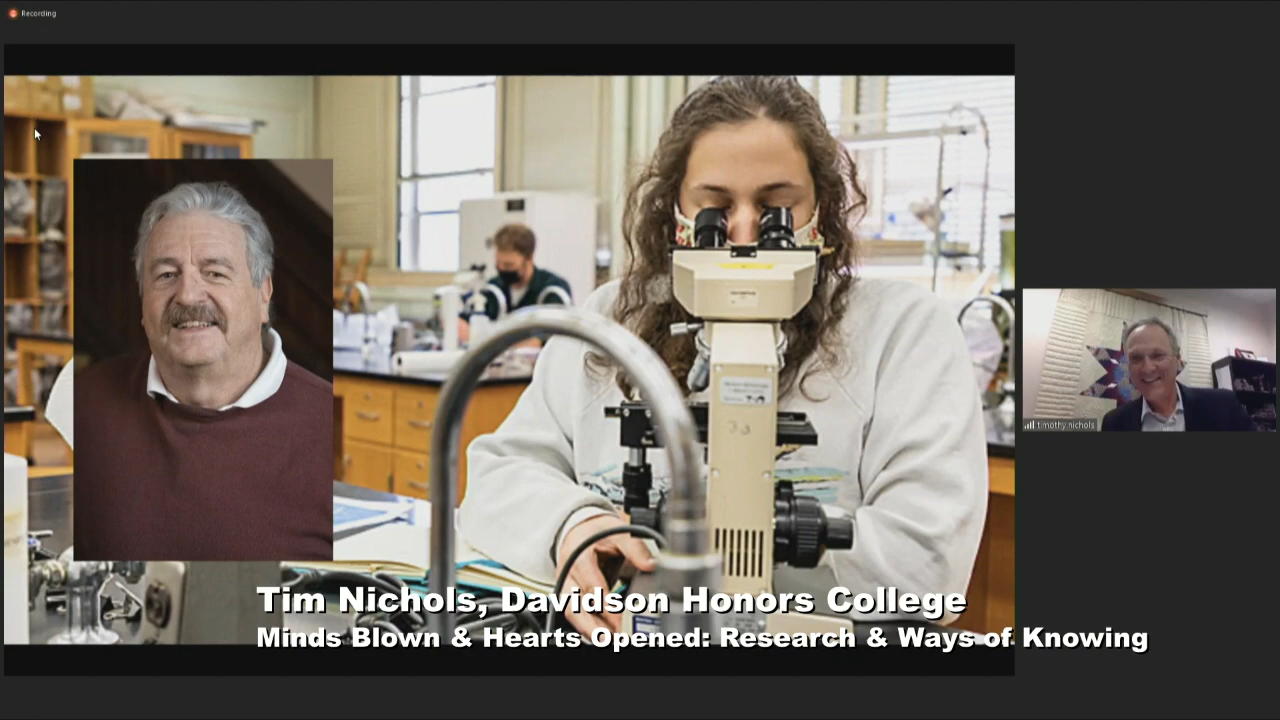 Recording
timothy.nichols
Tim Nichols, Davidson Honors College
Minds Blown & Hearts Opened: Research & Ways of Knowing